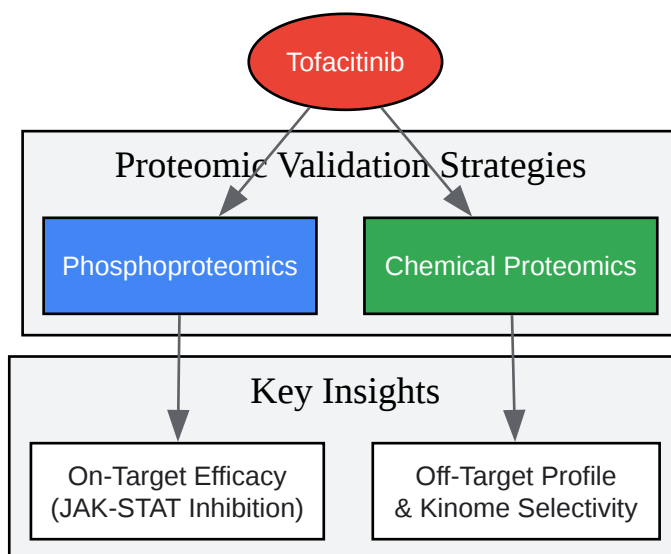 Tofacitinib
Proteomic Validation Strategies
Phosphoproteomics
Chemical Proteomics
Key Insights
On-Target Efficacy
(JAK-STAT Inhibition)
Off-Target Profile
& Kinome Selectivity